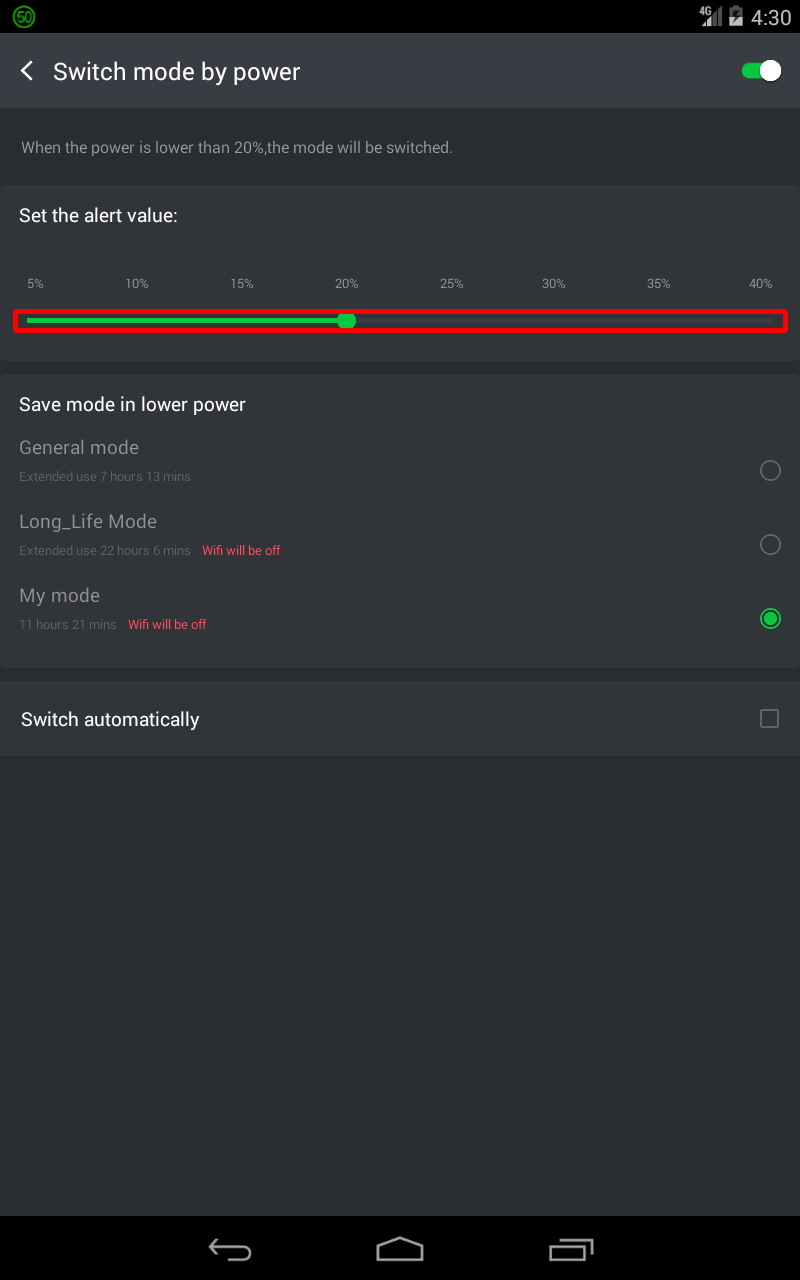 50
4G
4:30
Switch mode by power
When the power is lower than 20%,the mode will be switched.
Set the alert value:
5% 10% 15% 20% 25% 30% 35% 40%
Save mode in lower power
General mode
Extended use 7 hours 13 mins
Long_Life Mode
Extended use 22 hours 6 mins Wifi will be off
My mode
11 hours 21 mins Wifi will be off
Switch automatically